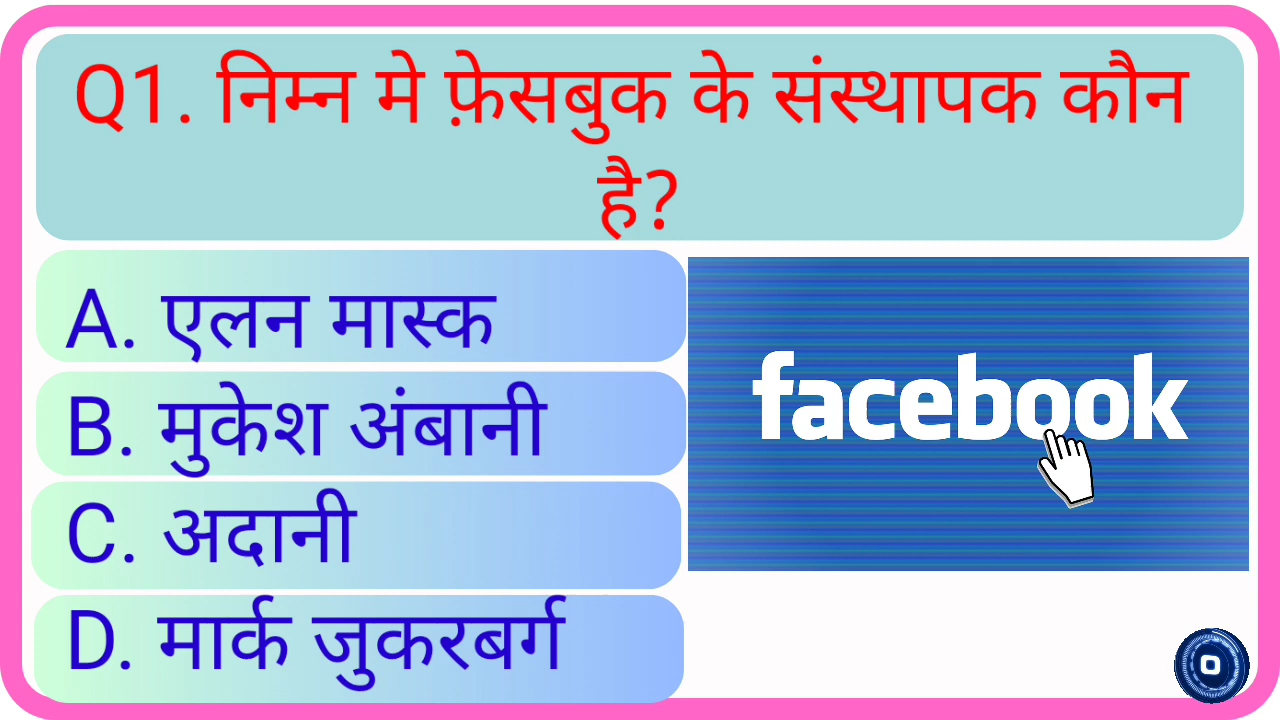 Q1. निम्न मे फ़ेसबुक के संस्थापक कौन
है?
A. एलन मास्क
B. मुकेश अंबानी
C. अदानी
D. मार्क जुकरबर्ग
facebook